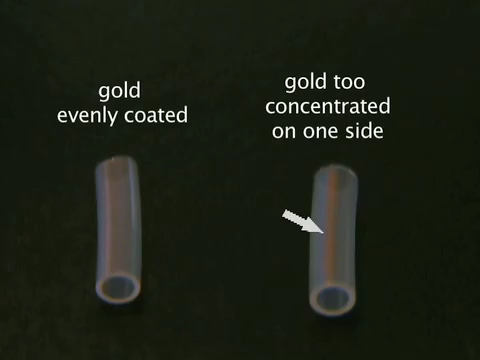 gold
evenly coated
gold too
concentrated
on one side